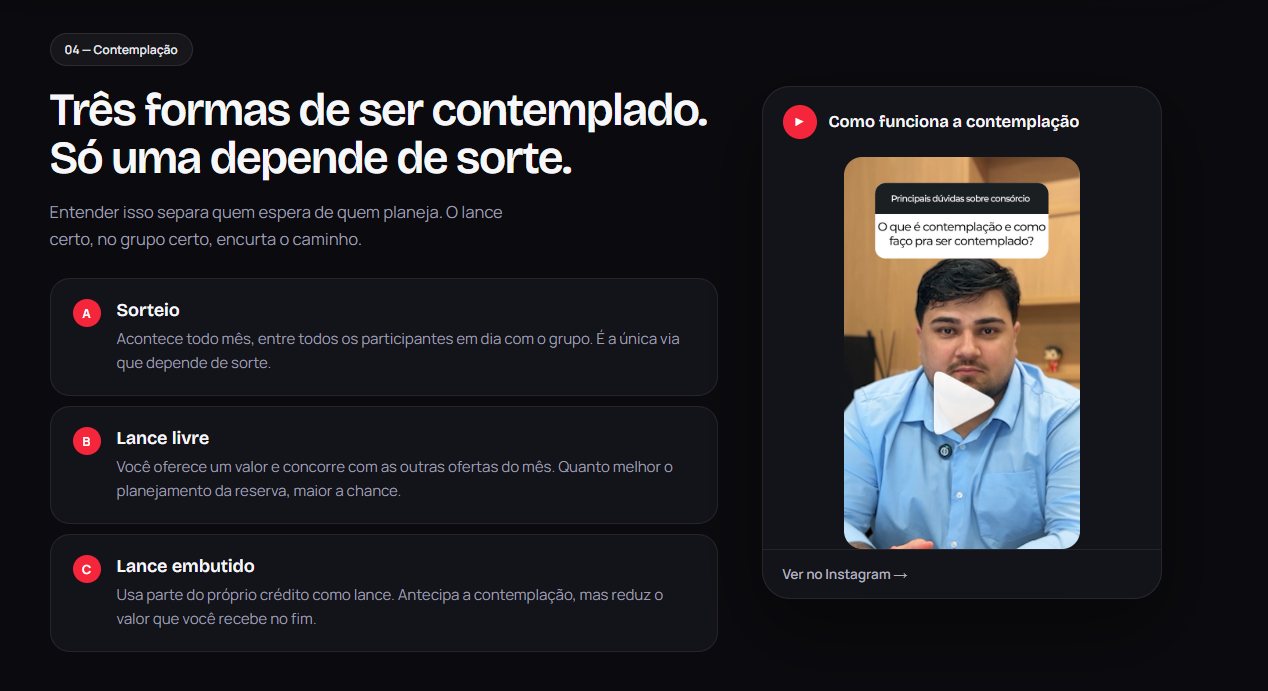 04 — Contemplação
Três formas de ser contemplado.
Só uma depende de sorte.
Entender isso separa quem espera de quem planeja. O lance
certo, no grupo certo, encurta o caminho.
A
Sorteio
Acontece todo mês, entre todos os participantes em dia com o grupo. É a única via
que depende de sorte.
B
Lance livre
Você oferece um valor e concorre com as outras ofertas do mês. Quanto melhor o
planejamento da reserva, maior a chance.
C
Lance embutido
Usa parte do próprio crédito como lance. Antecipa a contemplação, mas reduz o
valor que você recebe no fim.
Como funciona a contemplação
Principais dúvidas sobre consórcio
O que é contemplação e como
faço pra ser contemplado?
Ver no Instagram →